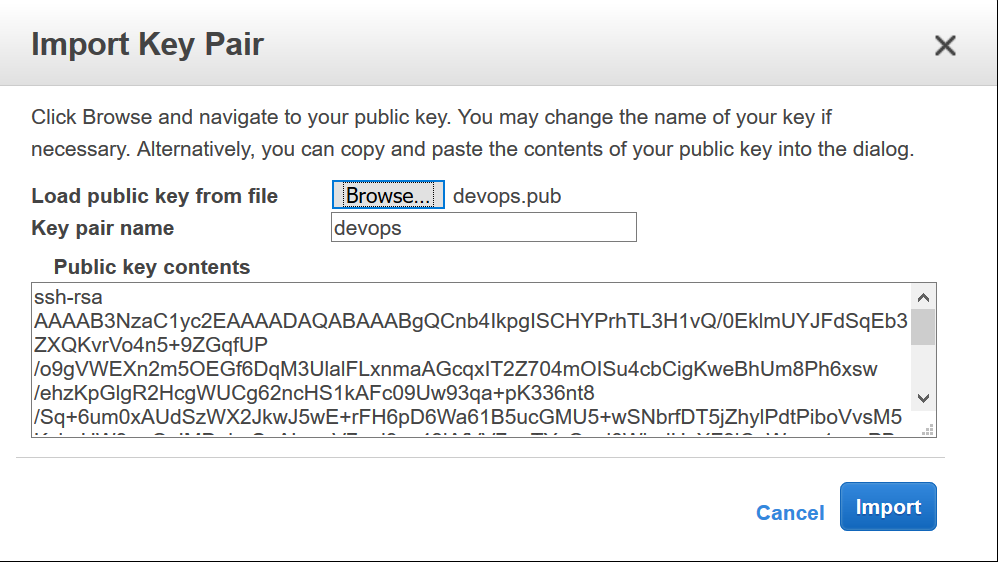 Import Key Pair
Click Browse and navigate to your public key. You may change the name of your key if
necessary. Alternatively, you can copy and paste the contents of your public key into the dialog.
Load public key from file Browse... devops.pub
Key pair name devops
Public key contents
ssh-rsa
AAAAB3NzaC1yc2EAAAADAQABAAABgQCnb4IkpgISCHYPrhTL3H1vQ/0EklmUYJFdSqEb3
ZXQKvrVo4n5+9ZGqfUP
/o9gVWEXn2m5OEGf6DqM3UlalFLxnmaAGcqxIT2Z704mOISu4cbCigKweBhUm8Ph6xsw
/ehzKpGlgR2HcgWUCg62ncHS1kAFc09Uw93qa+pK336nt8
/Sq+6um0xAUdSzWX2JkwJ5wE+rFH6pD6Wa61B5ucGMU5+wSNbrfDT5jZhylPdtPiboVvsM5
Cancel Import